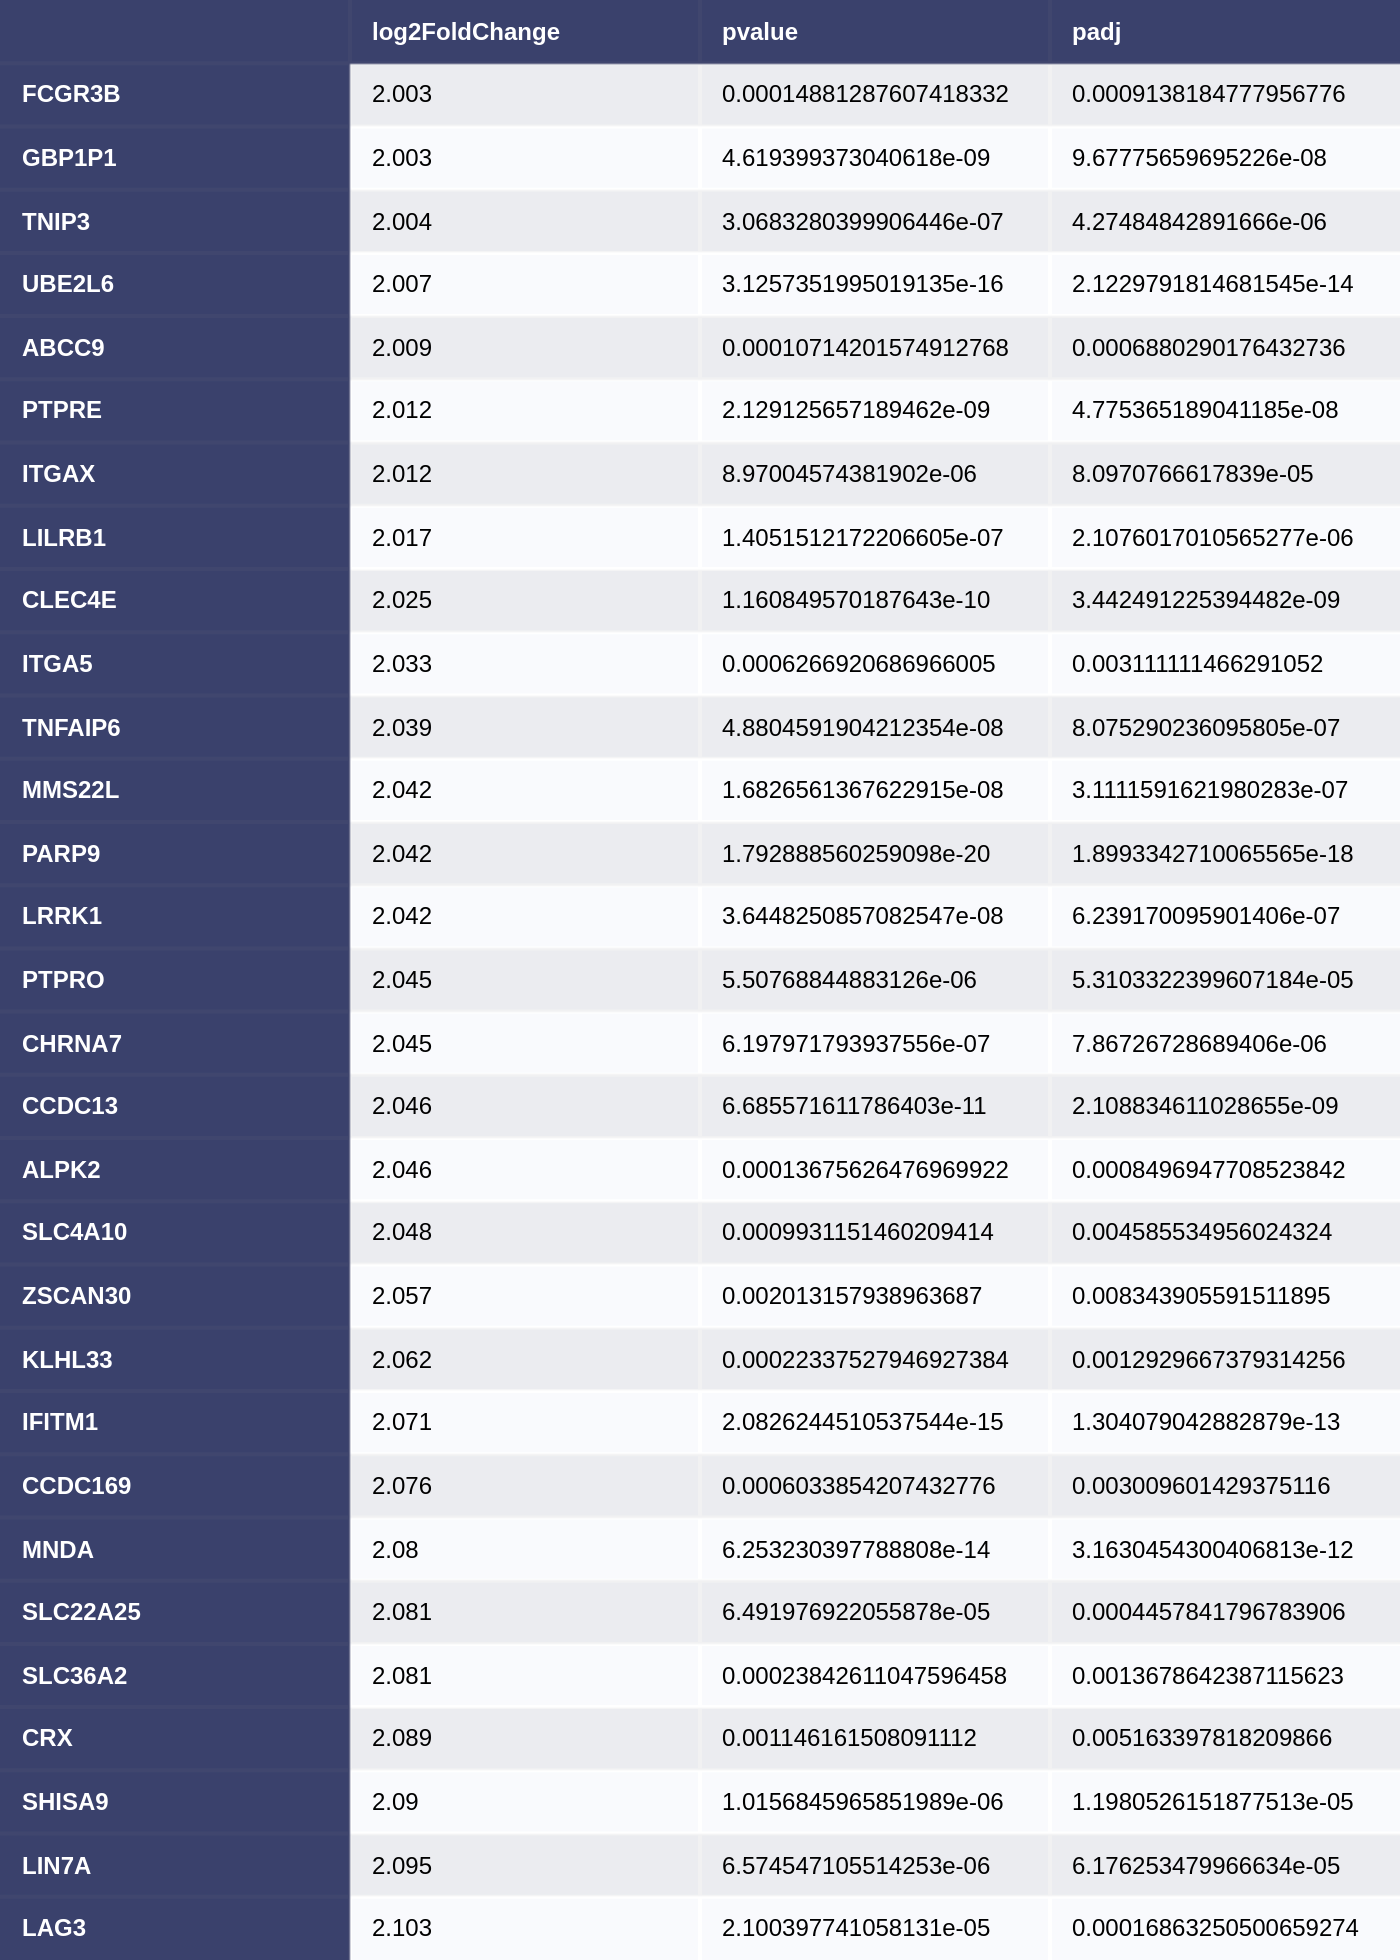 log2FoldChange pvalue padj
FCGR3B 2.003 0.00014881287607418332 0.0009138184777956776
GBP1P1 2.003 4.619399373040618e-09 9.67775659695226e-08
TNIP3 2.004 3.0683280399906446e-07 4.27484842891666e-06
UBE2L6 2.007 3.1257351995019135e-16 2.1229791814681545e-14
ABCC9 2.009 0.00010714201574912768 0.0006880290176432736
PTPRE 2.012 2.129125657189462e-09 4.775365189041185e-08
ITGAX 2.012 8.97004574381902e-06 8.0970766617839e-05
LILRB1 2.017 1.4051512172206605e-07 2.1076017010565277e-06
CLEC4E 2.025 1.160849570187643e-10 3.442491225394482e-09
ITGA5 2.033 0.0006266920686966005 0.003111111466291052
TNFAIP6 2.039 4.8804591904212354e-08 8.075290236095805e-07
MMS22L 2.042 1.6826561367622915e-08 3.1111591621980283e-07
PARP9 2.042 1.792888560259098e-20 1.8993342710065565e-18
LRRK1 2.042 3.6448250857082547e-08 6.239170095901406e-07
PTPRO 2.045 5.50768844883126e-06 5.3103322399607184e-05
CHRNA7 2.045 6.197971793937556e-07 7.86726728689406e-06
CCDC13 2.046 6.685571611786403e-11 2.108834611028655e-09
ALPK2 2.046 0.00013675626476969922 0.0008496947708523842
SLC4A10 2.048 0.0009931151460209414 0.004585534956024324
ZSCAN30 2.057 0.002013157938963687 0.008343905591511895
KLHL33 2.062 0.00022337527946927384 0.0012929667379314256
IFITM1 2.071 2.0826244510537544e-15 1.304079042882879e-13
CCDC169 2.076 0.0006033854207432776 0.003009601429375116
MNDA 2.08 6.253230397788808e-14 3.1630454300406813e-12
SLC22A25 2.081 6.491976922055878e-05 0.0004457841796783906
SLC36A2 2.081 0.00023842611047596458 0.0013678642387115623
CRX 2.089 0.001146161508091112 0.005163397818209866
SHISA9 2.09 1.0156845965851989e-06 1.1980526151877513e-05
LIN7A 2.095 6.574547105514253e-06 6.176253479966634e-05
LAG3 2.103 2.100397741058131e-05 0.00016863250500659274